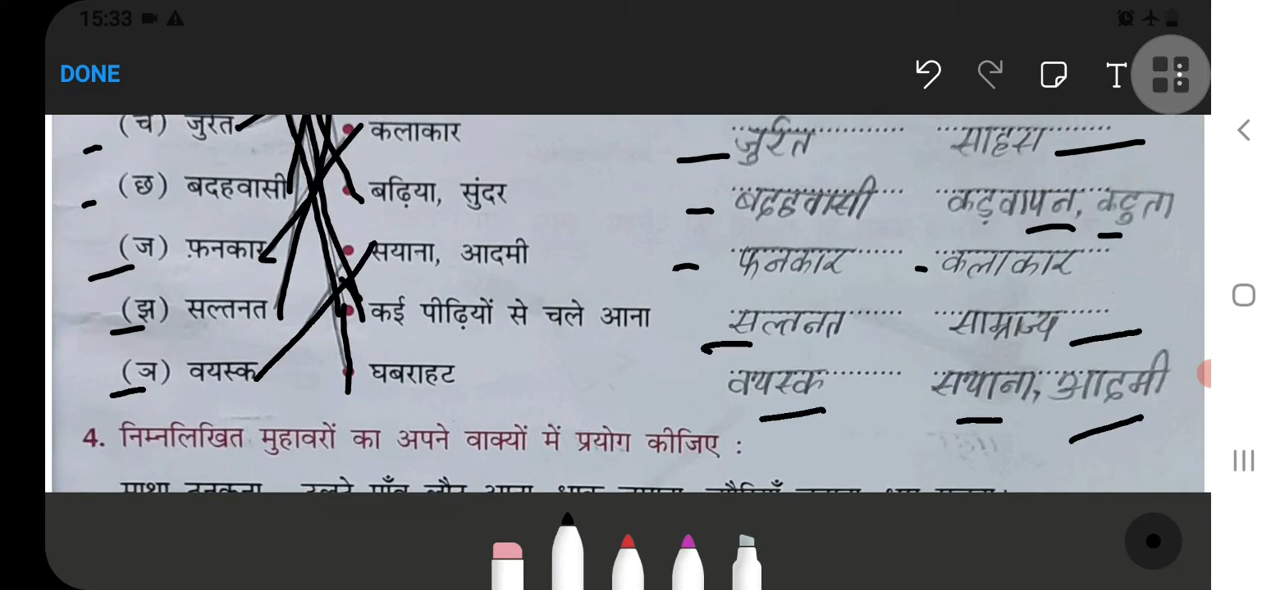 15:33
DONE
T
(च) जुर्रत कलाकार जुर्रत साहस
(छ) बदहवासी बढ़िया, सुंदर बदहवासी कड़वापन, कटुता
(ज) फ़नकार सयाना, आदमी फनकार कलाकार
(झ) सल्तनत कई पीढ़ियों से चले आना सल्तनत साम्राज्य
(ञ) वयस्क घबराहट वयस्क सयाना, आदमी
4. निम्नलिखित मुहावरों का अपने वाक्यों में प्रयोग कीजिए :